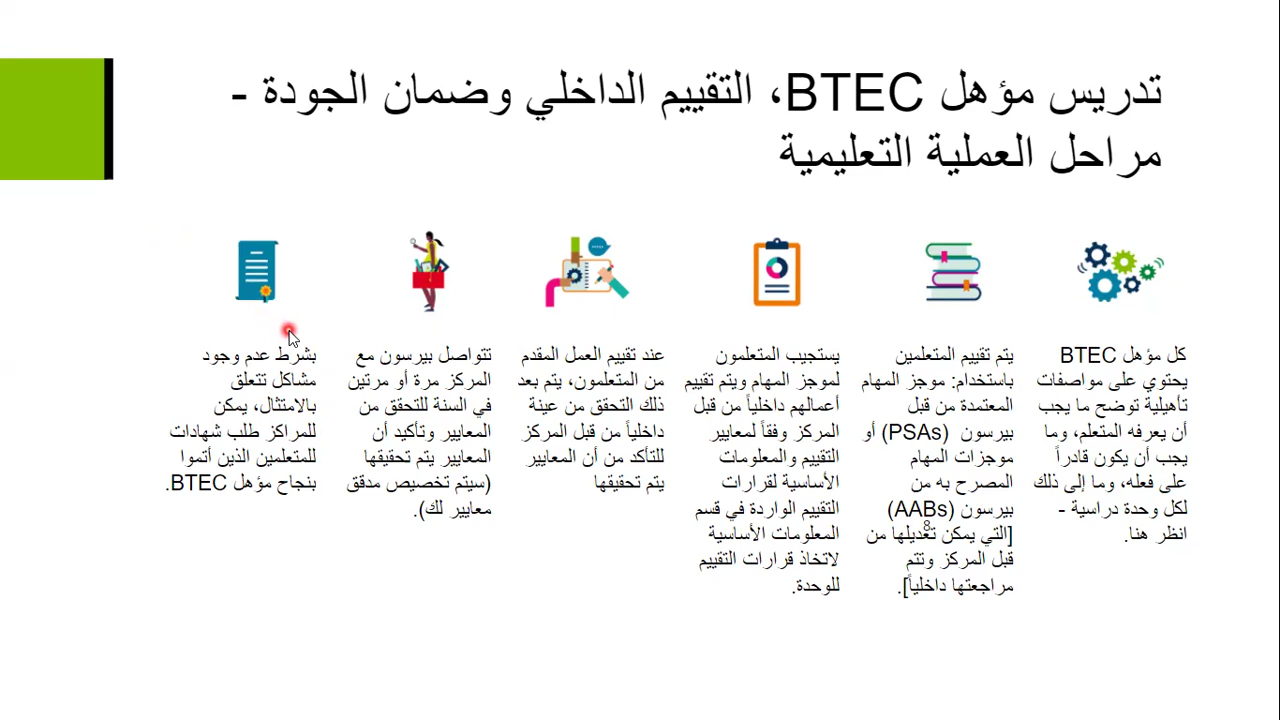 تدريس مؤهل BTEC، التقييم الداخلي وضمان الجودة -
مراحل العملية التعليمية
كل مؤهل BTEC
يحتوي على مواصفات
تأهيلية توضح ما يجب
أن يعرفه المتعلم، وما
يجب أن يكون قادراً
على فعله، وما إلى ذلك
لكل وحدة دراسية -
انظر هنا.
يتم تقييم المتعلمين
باستخدام: موجز المهام
المعتمدة من قبل
بيرسون (PSAs) أو
موجزات المهام
المصرح به من
بيرسون (AABs)
[التي يمكن تعديلها من
قبل المركز وتتم
مراجعتها داخلياً].
يستجيب المتعلمون
لموجز المهام ويتم تقييم
أعمالهم داخلياً من قبل
المركز وفقاً لمعايير
التقييم والمعلومات
الأساسية لقرارات
التقييم الواردة في قسم
المعلومات الأساسية
لاتخاذ قرارات التقييم
للوحدة.
عند تقييم العمل المقدم
من المتعلمون، يتم بعد
ذلك التحقق من عينة
داخلياً من قبل المركز
للتأكد من أن المعايير
يتم تحقيقها
تتواصل بيرسون مع
المركز مرة أو مرتين
في السنة للتحقق من
المعايير وتأكيد أن
المعايير يتم تحقيقها
(سيتم تخصيص مدقق
معايير لك).
بشرط عدم وجود
مشاكل تتعلق
بالامتثال، يمكن
للمراكز طلب شهادات
للمتعلمين الذين أتموا
بنجاح مؤهل BTEC.
8